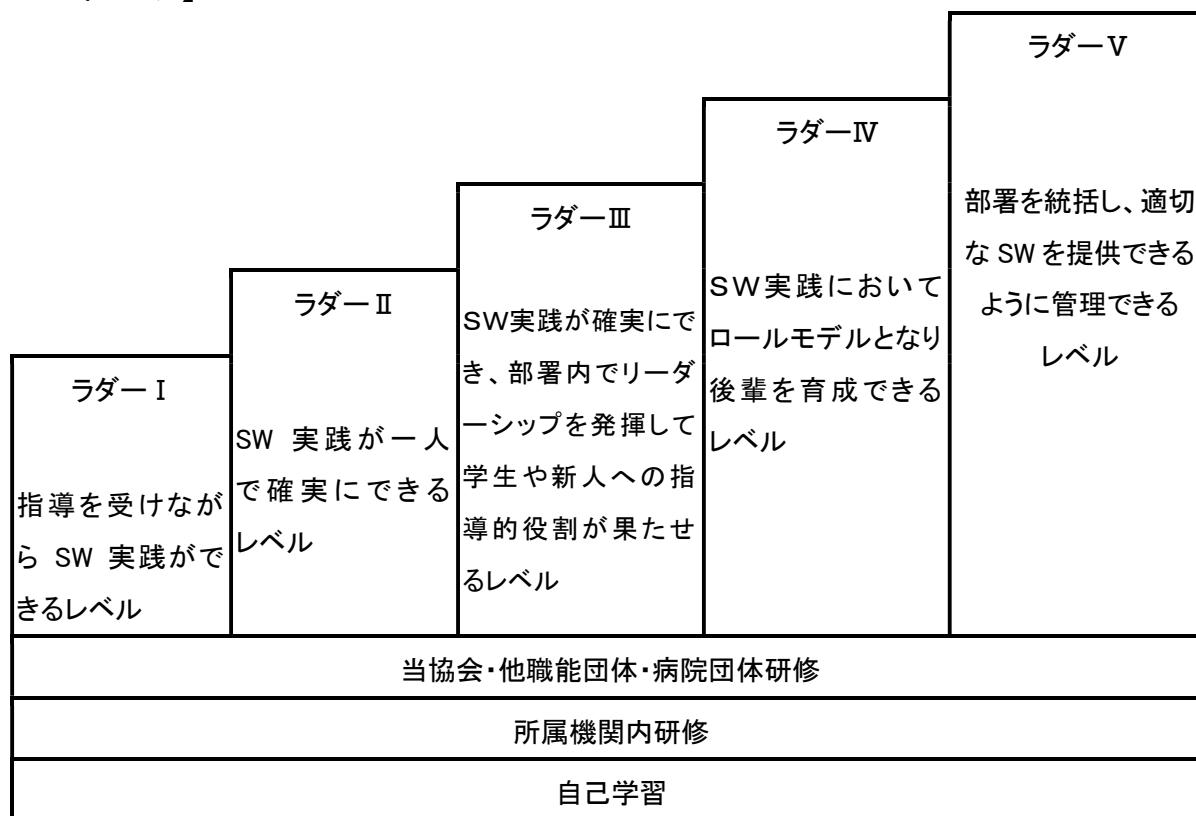 ラダーⅠ
指導を受けなが
ら SW 実践がで
きるレベル
ラダーⅡ
SW 実践が一人
で確実にできる
レベル
ラダーⅢ
SW実践が確実にで
き、部署内でリーダ
ーシップを発揮して
学生や新人への指
導的役割が果たせ
るレベル
ラダーⅣ
SW実践において
ロールモデルとなり
後輩を育成できる
レベル
ラダーⅤ
部署を統括し、適切
な SW を提供できる
ように管理できる
レベル
当協会・他職能団体・病院団体研修
所属機関内研修
自己学習